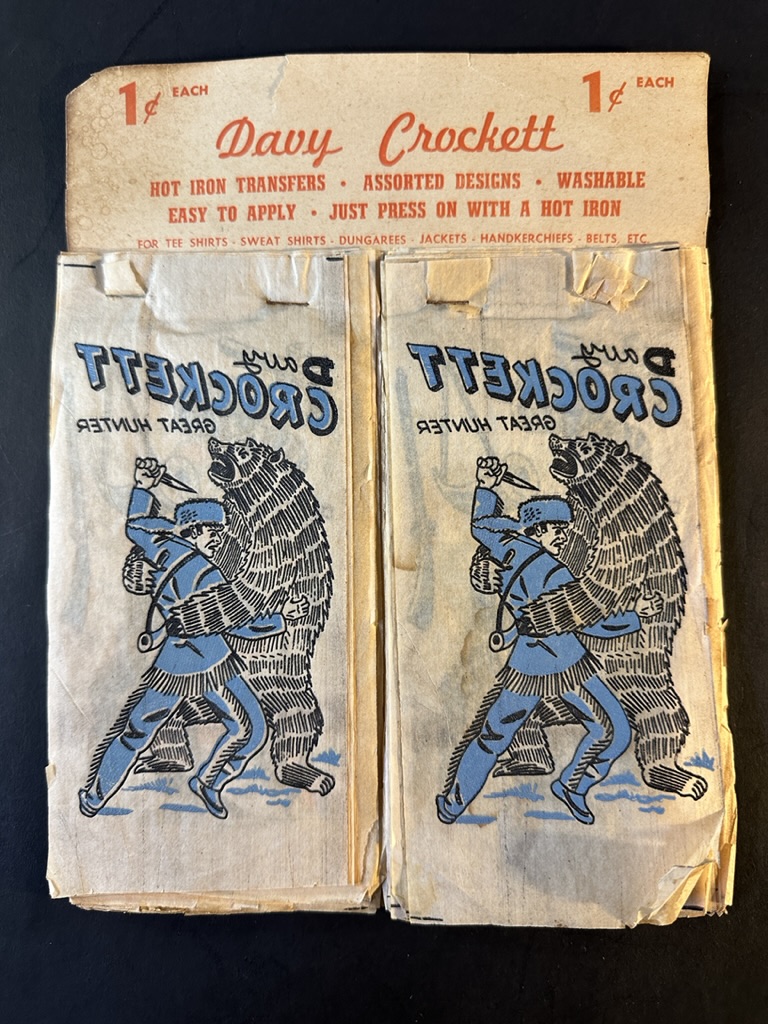 1¢ EACH 1¢ EACH
Davy Crockett
HOT IRON TRANSFERS • ASSORTED DESIGNS • WASHABLE
EASY TO APPLY • JUST PRESS ON WITH A HOT IRON
FOR TEE SHIRTS - SWEAT SHIRTS - DUNGAREES - JACKETS - HANDKERCHIEFS - BELTS, ETC.
Davy
CROCKETT
GREAT HUNTER
Davy
CROCKETT
GREAT HUNTER